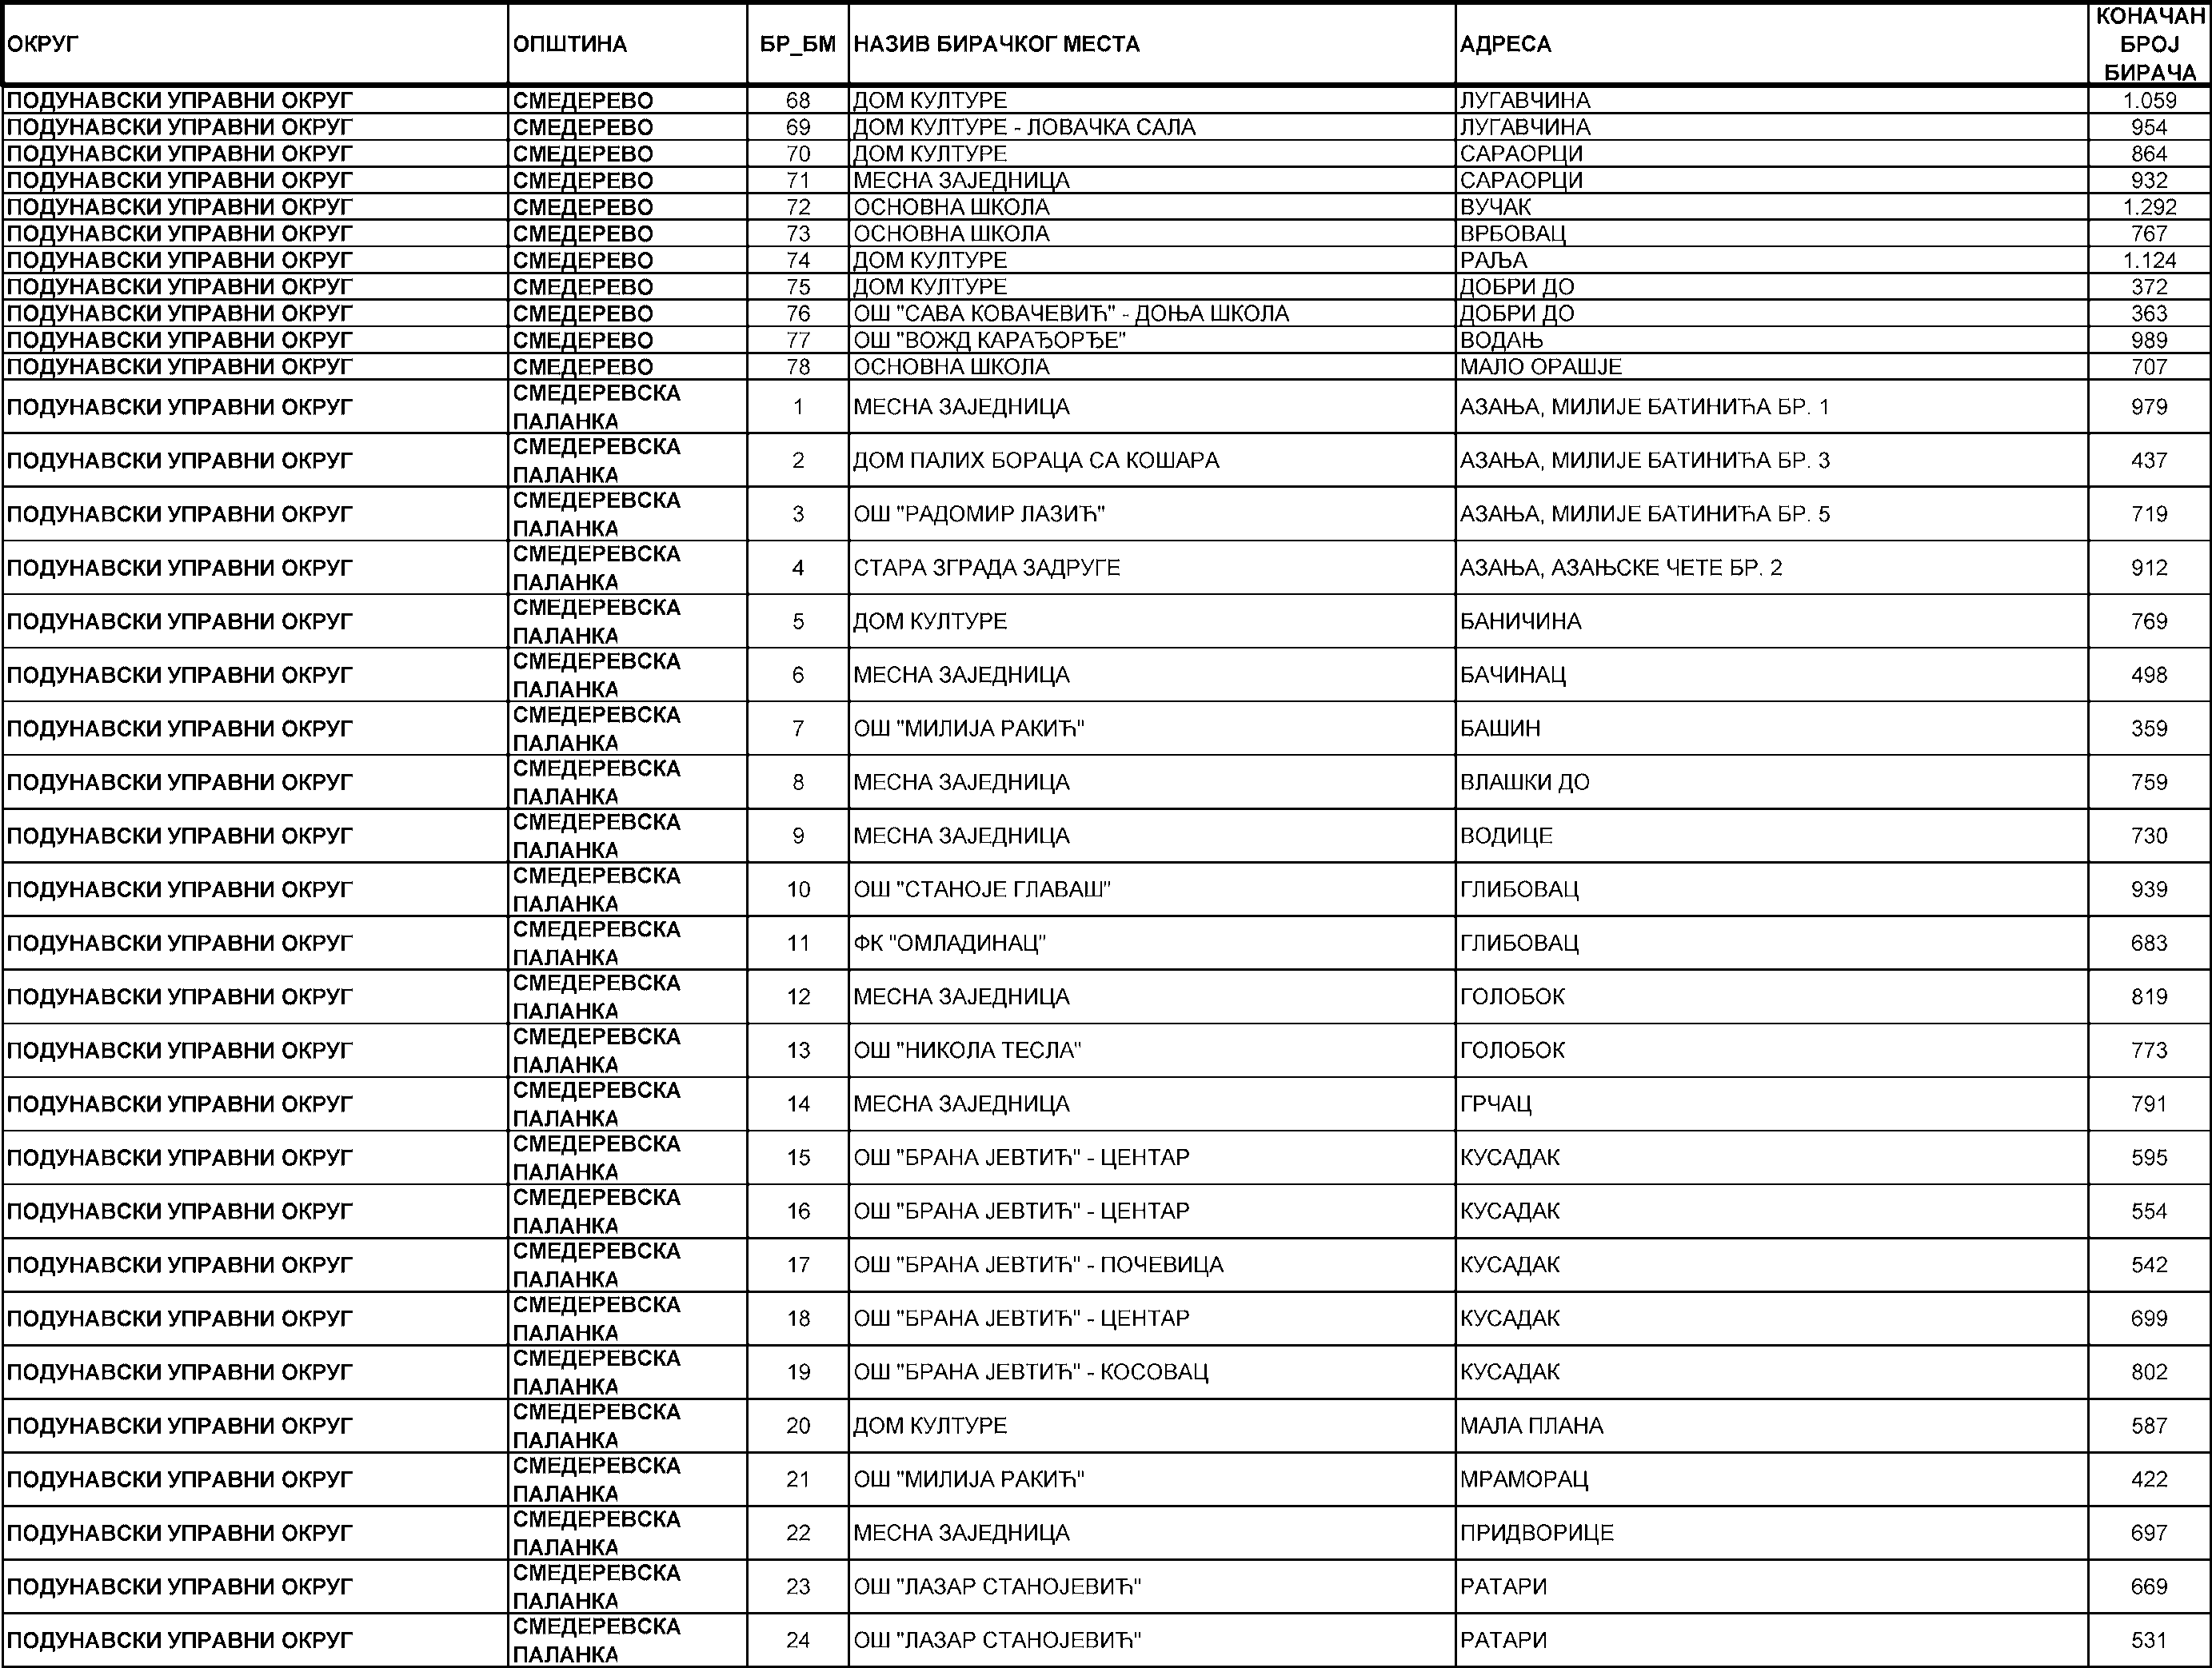 ОКРУГ ОПШТИНА БР_БМ НАЗИВ БИРАЧКОГ МЕСТА АДРЕСА КОНАЧАН БРОЈ БИРАЧА
ПОДУНАВСКИ УПРАВНИ ОКРУГ СМЕДЕРЕВО 68 ДОМ КУЛТУРЕ ЛУГАВЧИНА 1.059
ПОДУНАВСКИ УПРАВНИ ОКРУГ СМЕДЕРЕВО 69 ДОМ КУЛТУРЕ - ЛОВАЧКА САЛА ЛУГАВЧИНА 954
ПОДУНАВСКИ УПРАВНИ ОКРУГ СМЕДЕРЕВО 70 ДОМ КУЛТУРЕ САРАОРЦИ 864
ПОДУНАВСКИ УПРАВНИ ОКРУГ СМЕДЕРЕВО 71 МЕСНА ЗАЈЕДНИЦА САРАОРЦИ 932
ПОДУНАВСКИ УПРАВНИ ОКРУГ СМЕДЕРЕВО 72 ОСНОВНА ШКОЛА ВУЧАК 1.292
ПОДУНАВСКИ УПРАВНИ ОКРУГ СМЕДЕРЕВО 73 ОСНОВНА ШКОЛА ВРБОВАЦ 767
ПОДУНАВСКИ УПРАВНИ ОКРУГ СМЕДЕРЕВО 74 ДОМ КУЛТУРЕ РАЉА 1.124
ПОДУНАВСКИ УПРАВНИ ОКРУГ СМЕДЕРЕВО 75 ДОМ КУЛТУРЕ ДОБРИ ДО 372
ПОДУНАВСКИ УПРАВНИ ОКРУГ СМЕДЕРЕВО 76 ОШ "САВА КОВАЧЕВИЋ" - ДОЊА ШКОЛА ДОБРИ ДО 363
ПОДУНАВСКИ УПРАВНИ ОКРУГ СМЕДЕРЕВО 77 ОШ "ВОЖД КАРАЂОРЂЕ" ВОДАЊ 989
ПОДУНАВСКИ УПРАВНИ ОКРУГ СМЕДЕРЕВО 78 ОСНОВНА ШКОЛА МАЛО ОРАШЈЕ 707
ПОДУНАВСКИ УПРАВНИ ОКРУГ СМЕДЕРЕВСКА ПАЛАНКА 1 МЕСНА ЗАЈЕДНИЦА АЗАЊА, МИЛИЈЕ БАТИНИЋА БР. 1 979
ПОДУНАВСКИ УПРАВНИ ОКРУГ СМЕДЕРЕВСКА ПАЛАНКА 2 ДОМ ПАЛИХ БОРАЦА СА КОШАРА АЗАЊА, МИЛИЈЕ БАТИНИЋА БР. 3 437
ПОДУНАВСКИ УПРАВНИ ОКРУГ СМЕДЕРЕВСКА ПАЛАНКА 3 ОШ "РАДОМИР ЛАЗИЋ" АЗАЊА, МИЛИЈЕ БАТИНИЋА БР. 5 719
ПОДУНАВСКИ УПРАВНИ ОКРУГ СМЕДЕРЕВСКА ПАЛАНКА 4 СТАРА ЗГРАДА ЗАДРУГЕ АЗАЊА, АЗАЊСКЕ ЧЕТЕ БР. 2 912
ПОДУНАВСКИ УПРАВНИ ОКРУГ СМЕДЕРЕВСКА ПАЛАНКА 5 ДОМ КУЛТУРЕ БАНИЧИНА 769
ПОДУНАВСКИ УПРАВНИ ОКРУГ СМЕДЕРЕВСКА ПАЛАНКА 6 МЕСНА ЗАЈЕДНИЦА БАЧИНАЦ 498
ПОДУНАВСКИ УПРАВНИ ОКРУГ СМЕДЕРЕВСКА ПАЛАНКА 7 ОШ "МИЛИЈА РАКИЋ" БАШИН 359
ПОДУНАВСКИ УПРАВНИ ОКРУГ СМЕДЕРЕВСКА ПАЛАНКА 8 МЕСНА ЗАЈЕДНИЦА ВЛАШКИ ДО 759
ПОДУНАВСКИ УПРАВНИ ОКРУГ СМЕДЕРЕВСКА ПАЛАНКА 9 МЕСНА ЗАЈЕДНИЦА ВОДИЦЕ 730
ПОДУНАВСКИ УПРАВНИ ОКРУГ СМЕДЕРЕВСКА ПАЛАНКА 10 ОШ "СТАНОЈЕ ГЛАВАШ" ГЛИБОВАЦ 939
ПОДУНАВСКИ УПРАВНИ ОКРУГ СМЕДЕРЕВСКА ПАЛАНКА 11 ФК "ОМЛАДИНАЦ" ГЛИБОВАЦ 683
ПОДУНАВСКИ УПРАВНИ ОКРУГ СМЕДЕРЕВСКА ПАЛАНКА 12 МЕСНА ЗАЈЕДНИЦА ГОЛОБОК 819
ПОДУНАВСКИ УПРАВНИ ОКРУГ СМЕДЕРЕВСКА ПАЛАНКА 13 ОШ "НИКОЛА ТЕСЛА" ГОЛОБОК 773
ПОДУНАВСКИ УПРАВНИ ОКРУГ СМЕДЕРЕВСКА ПАЛАНКА 14 МЕСНА ЗАЈЕДНИЦА ГРЧАЦ 791
ПОДУНАВСКИ УПРАВНИ ОКРУГ СМЕДЕРЕВСКА ПАЛАНКА 15 ОШ "БРАНА ЈЕВТИЋ" - ЦЕНТАР КУСАДАК 595
ПОДУНАВСКИ УПРАВНИ ОКРУГ СМЕДЕРЕВСКА ПАЛАНКА 16 ОШ "БРАНА ЈЕВТИЋ" - ЦЕНТАР КУСАДАК 554
ПОДУНАВСКИ УПРАВНИ ОКРУГ СМЕДЕРЕВСКА ПАЛАНКА 17 ОШ "БРАНА ЈЕВТИЋ" - ПОЧЕВИЦА КУСАДАК 542
ПОДУНАВСКИ УПРАВНИ ОКРУГ СМЕДЕРЕВСКА ПАЛАНКА 18 ОШ "БРАНА ЈЕВТИЋ" - ЦЕНТАР КУСАДАК 699
ПОДУНАВСКИ УПРАВНИ ОКРУГ СМЕДЕРЕВСКА ПАЛАНКА 19 ОШ "БРАНА ЈЕВТИЋ" - КОСОВАЦ КУСАДАК 802
ПОДУНАВСКИ УПРАВНИ ОКРУГ СМЕДЕРЕВСКА ПАЛАНКА 20 ДОМ КУЛТУРЕ МАЛА ПЛАНА 587
ПОДУНАВСКИ УПРАВНИ ОКРУГ СМЕДЕРЕВСКА ПАЛАНКА 21 ОШ "МИЛИЈА РАКИЋ" МРАМОРАЦ 422
ПОДУНАВСКИ УПРАВНИ ОКРУГ СМЕДЕРЕВСКА ПАЛАНКА 22 МЕСНА ЗАЈЕДНИЦА ПРИДВОРИЦЕ 697
ПОДУНАВСКИ УПРАВНИ ОКРУГ СМЕДЕРЕВСКА ПАЛАНКА 23 ОШ "ЛАЗАР СТАНОЈЕВИЋ" РАТАРИ 669
ПОДУНАВСКИ УПРАВНИ ОКРУГ СМЕДЕРЕВСКА ПАЛАНКА 24 ОШ "ЛАЗАР СТАНОЈЕВИЋ" РАТАРИ 531